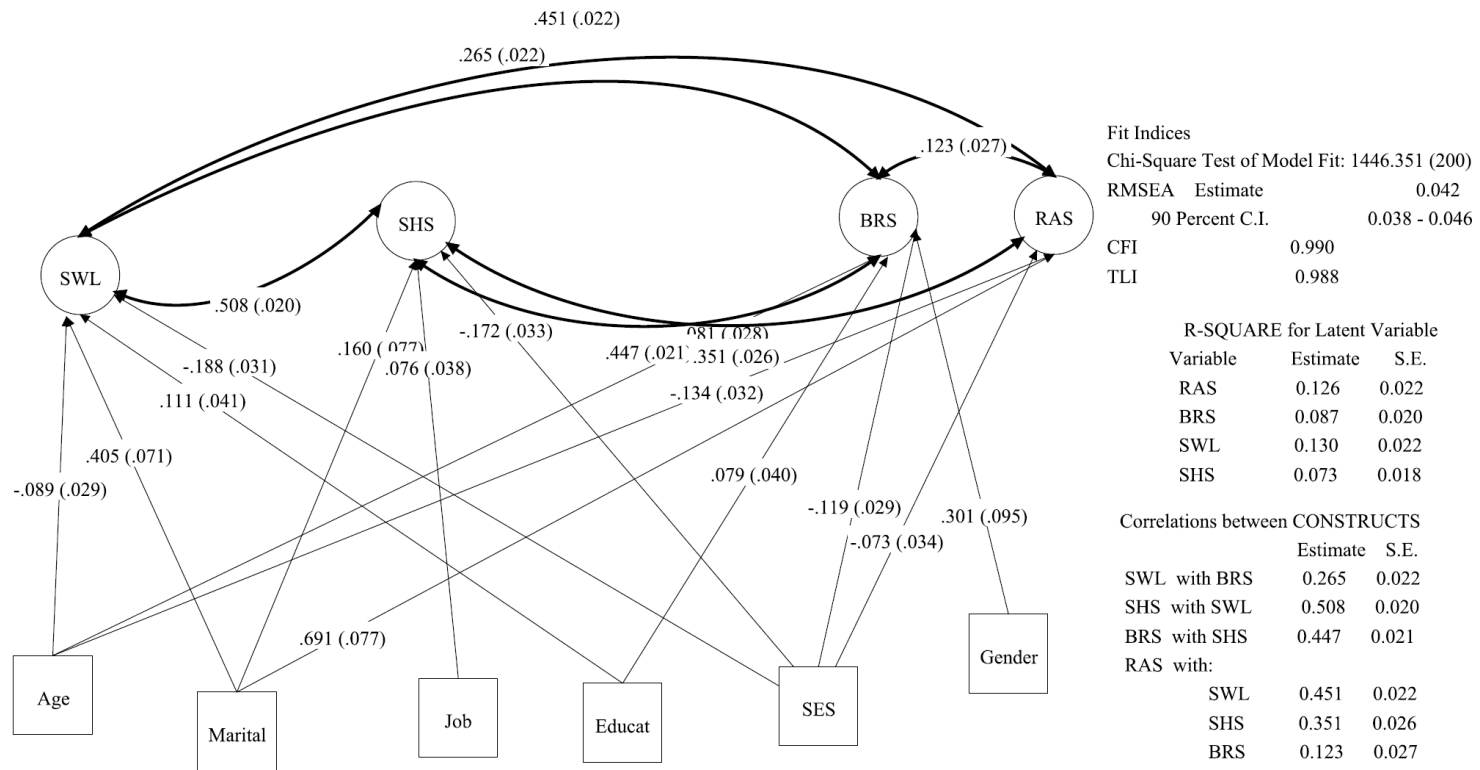 .451 (.022)
.265 (.022)
.123 (.027)
SWL
SHS
BRS
RAS
.508 (.020)
-.172 (.033)
.081 (.028)
.160 (.077)
.076 (.038)
.447 (.021)
.351 (.026)
-.188 (.031)
.111 (.041)
-.134 (.032)
.405 (.071)
-.089 (.029)
.079 (.040)
-.119 (.029)
.301 (.095)
-.073 (.034)
.691 (.077)
Age
Marital
Job
Educat
SES
Gender
Fit Indices
Chi-Square Test of Model Fit: 1446.351 (200)
RMSEA Estimate 0.042
90 Percent C.I. 0.038 - 0.046
CFI 0.990
TLI 0.988
R-SQUARE for Latent Variable
Variable Estimate S.E.
RAS 0.126 0.022
BRS 0.087 0.020
SWL 0.130 0.022
SHS 0.073 0.018
Correlations between CONSTRUCTS
Estimate S.E.
SWL with BRS 0.265 0.022
SHS with SWL 0.508 0.020
BRS with SHS 0.447 0.021
RAS with:
SWL 0.451 0.022
SHS 0.351 0.026
BRS 0.123 0.027